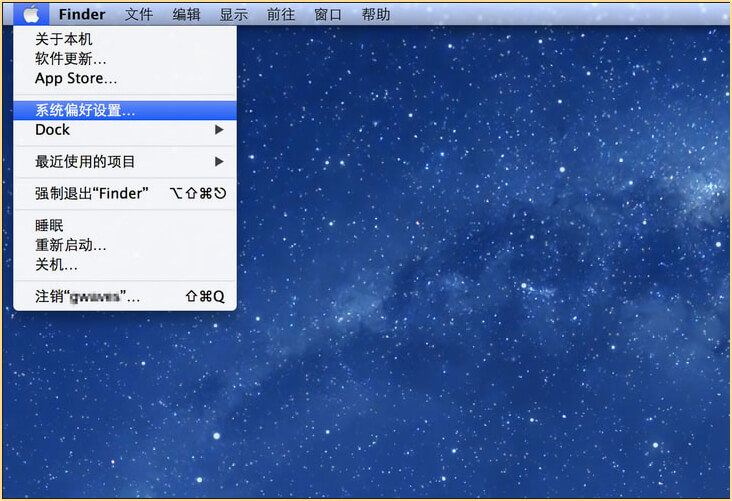 Finder 文件 编辑 显示 前往 窗口 帮助
关于本机
软件更新…
App Store…
系统偏好设置…
Dock
最近使用的项目
强制退出“Finder” ⌥⇧⌘⎋
睡眠
重新启动…
关机…
注销“ ”… ⇧⌘Q